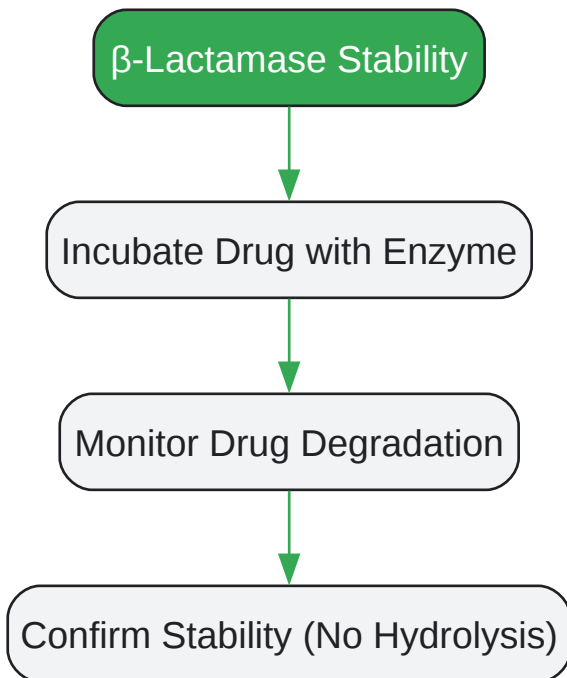 β-Lactamase Stability
Incubate Drug with Enzyme
Monitor Drug Degradation
Confirm Stability (No Hydrolysis)